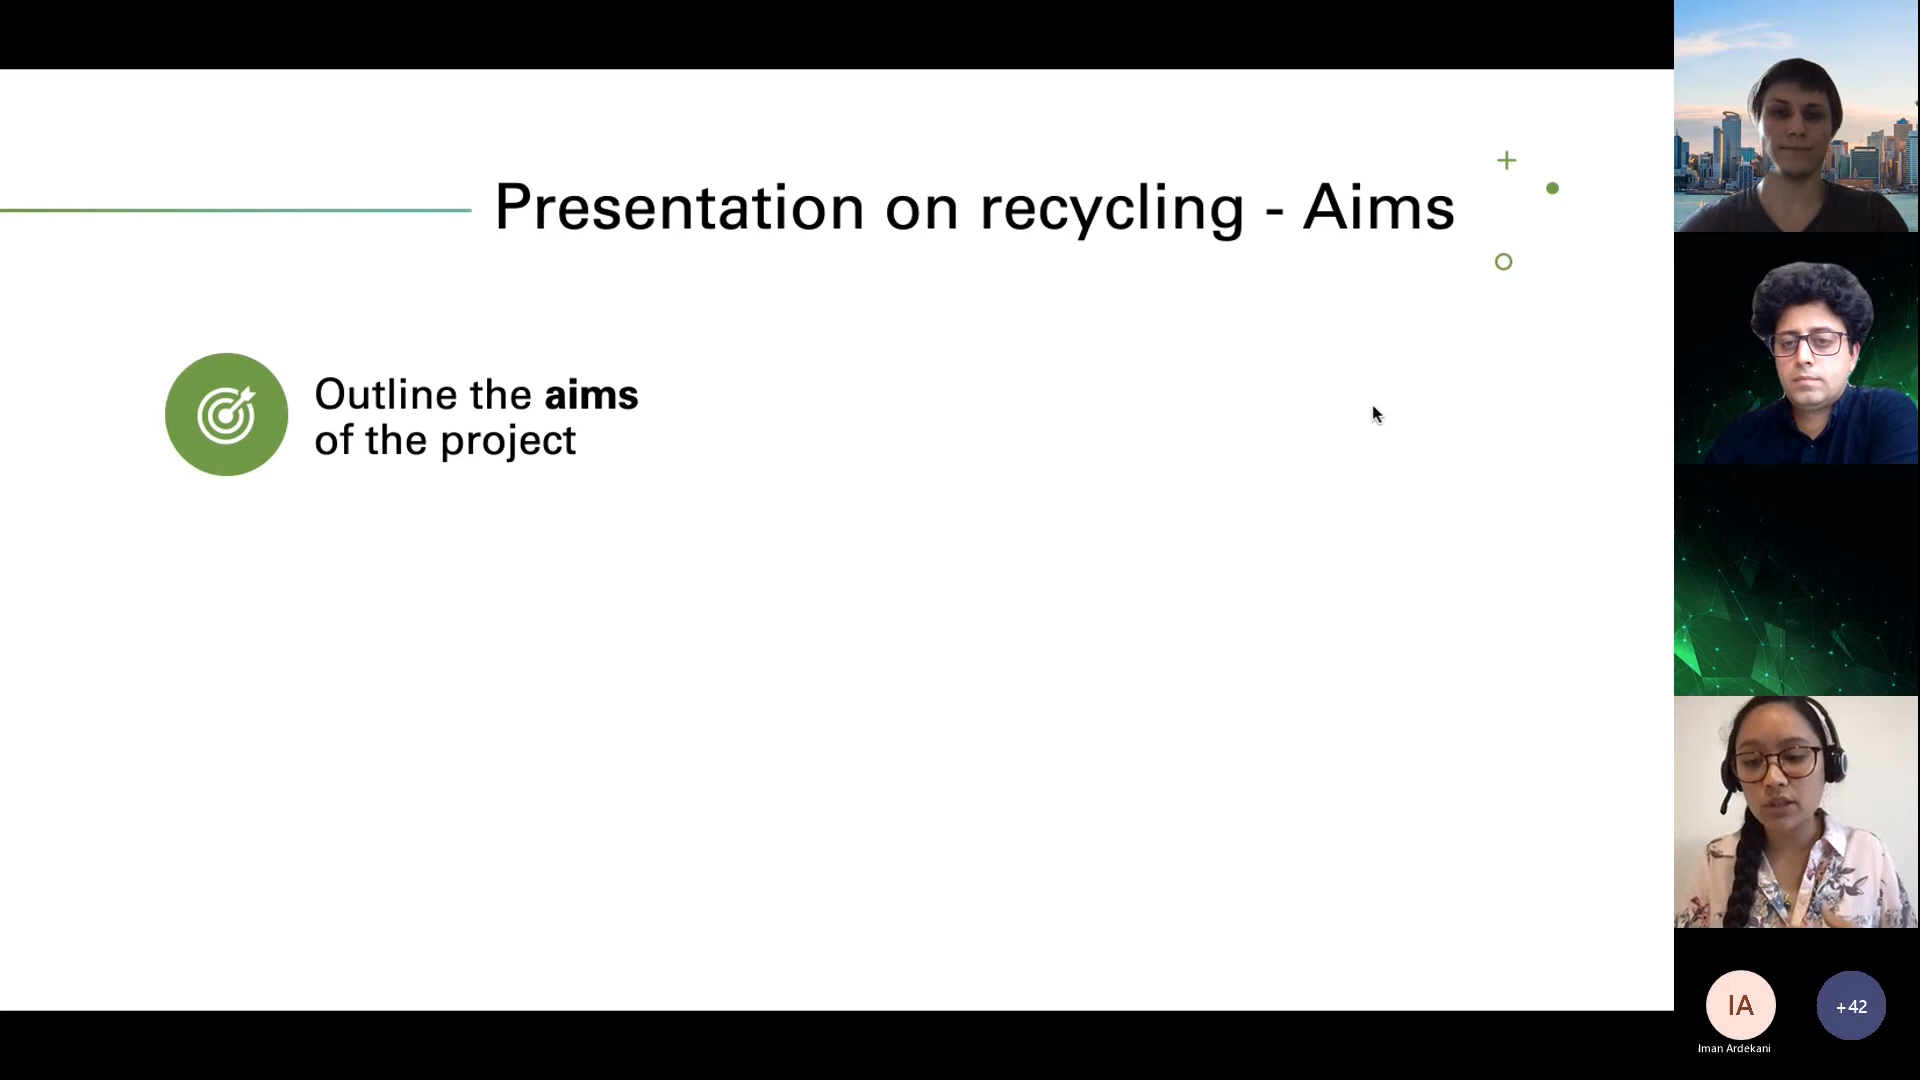 Presentation on recycling - Aims
Outline the aims
of the project
IA
+42
Iman Ardekani